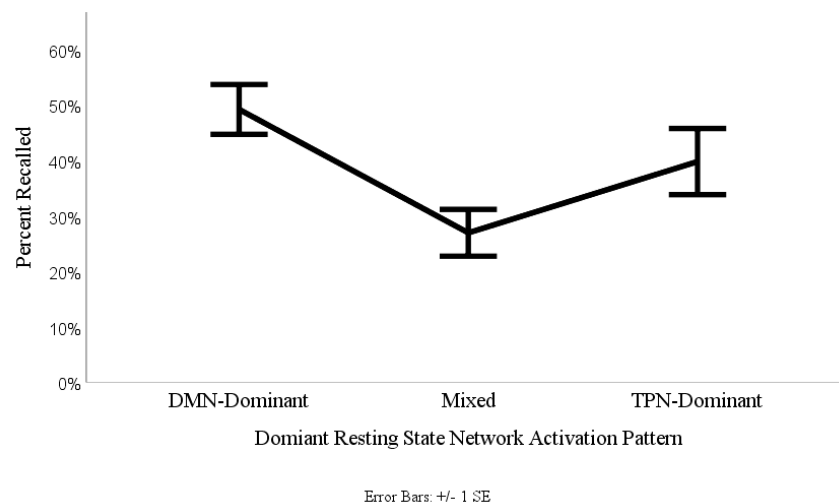 60%
50%
40%
30%
20%
10%
0%
Percent Recalled
DMN-Dominant Mixed TPN-Dominant
Domiant Resting State Network Activation Pattern
Error Bars: +/- 1 SE